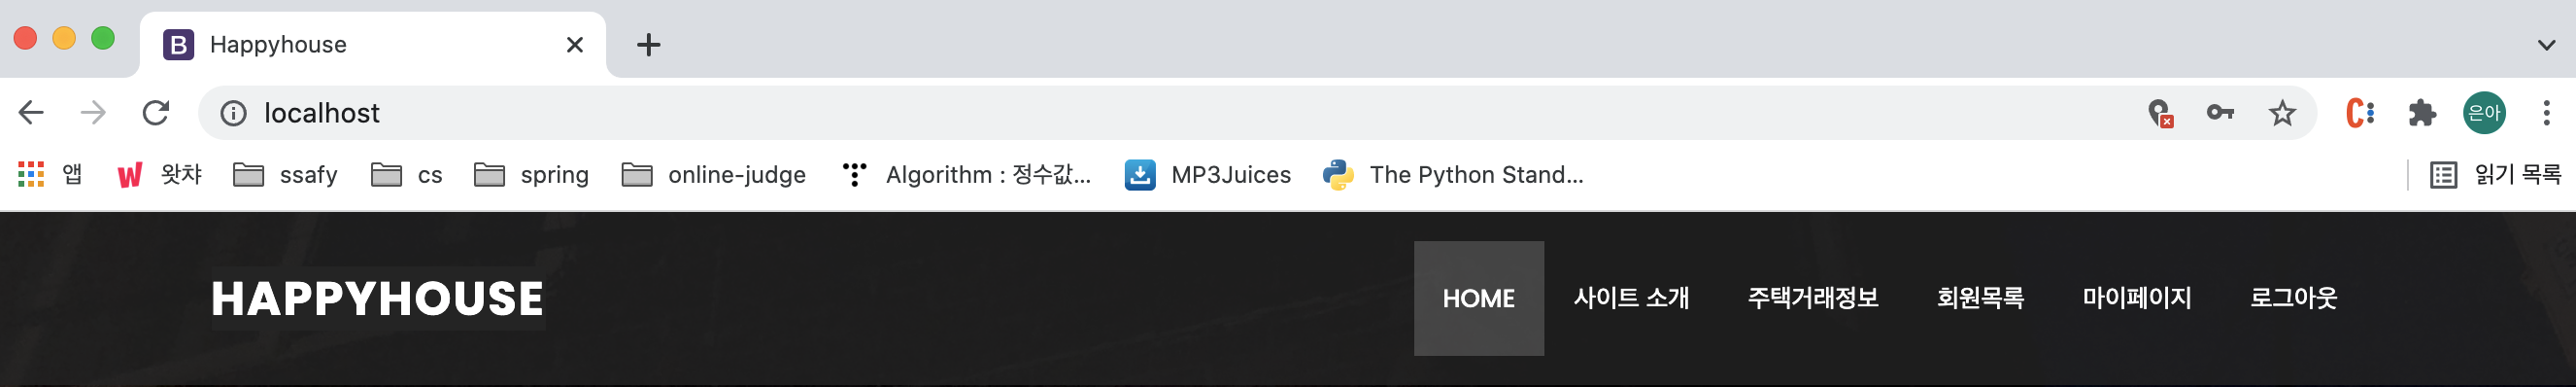 B Happyhouse
localhost 은아
앱 왓챠 ssafy cs spring online-judge Algorithm : 정수값... MP3Juices The Python Stand... 읽기 목록
HAPPYHOUSE HOME 사이트 소개 주택거래정보 회원목록 마이페이지 로그아웃